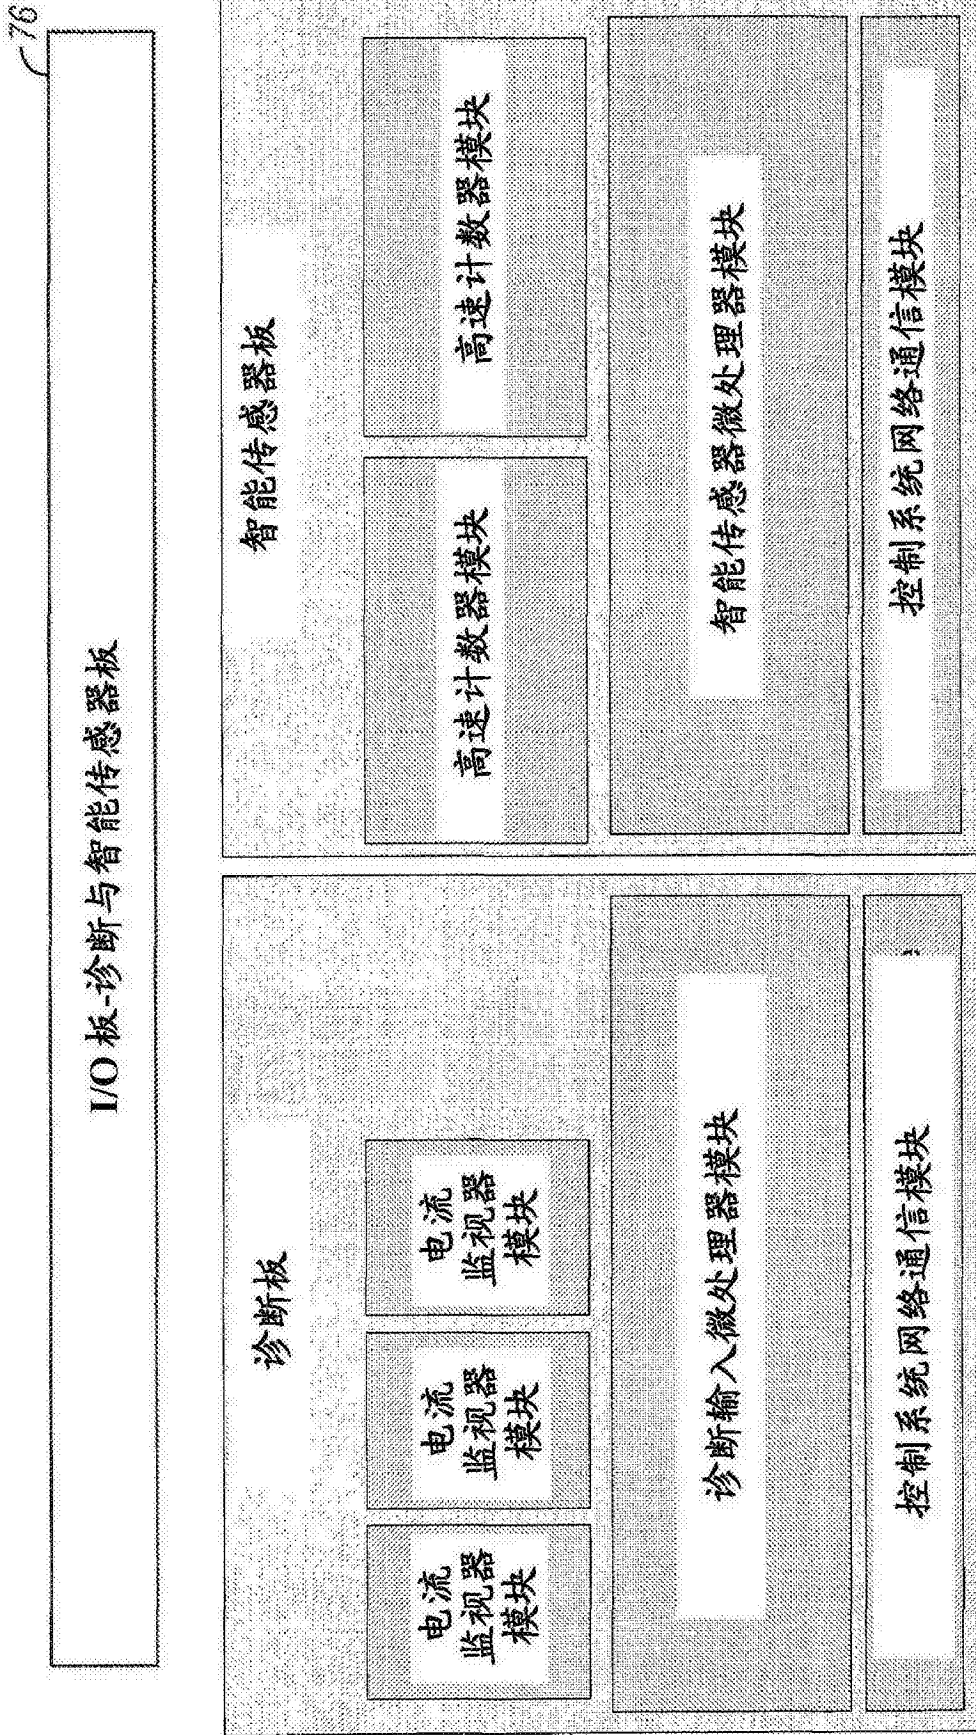 76
I/O 板-诊断与智能传感器板
诊断板
电流
监视器
模块
电流
监视器
模块
电流
监视器
模块
诊断输入微处理器模块
控制系统网络通信模块
智能传感器板
高速计数器模块
高速计数器模块
智能传感器微处理器模块
控制系统网络通信模块